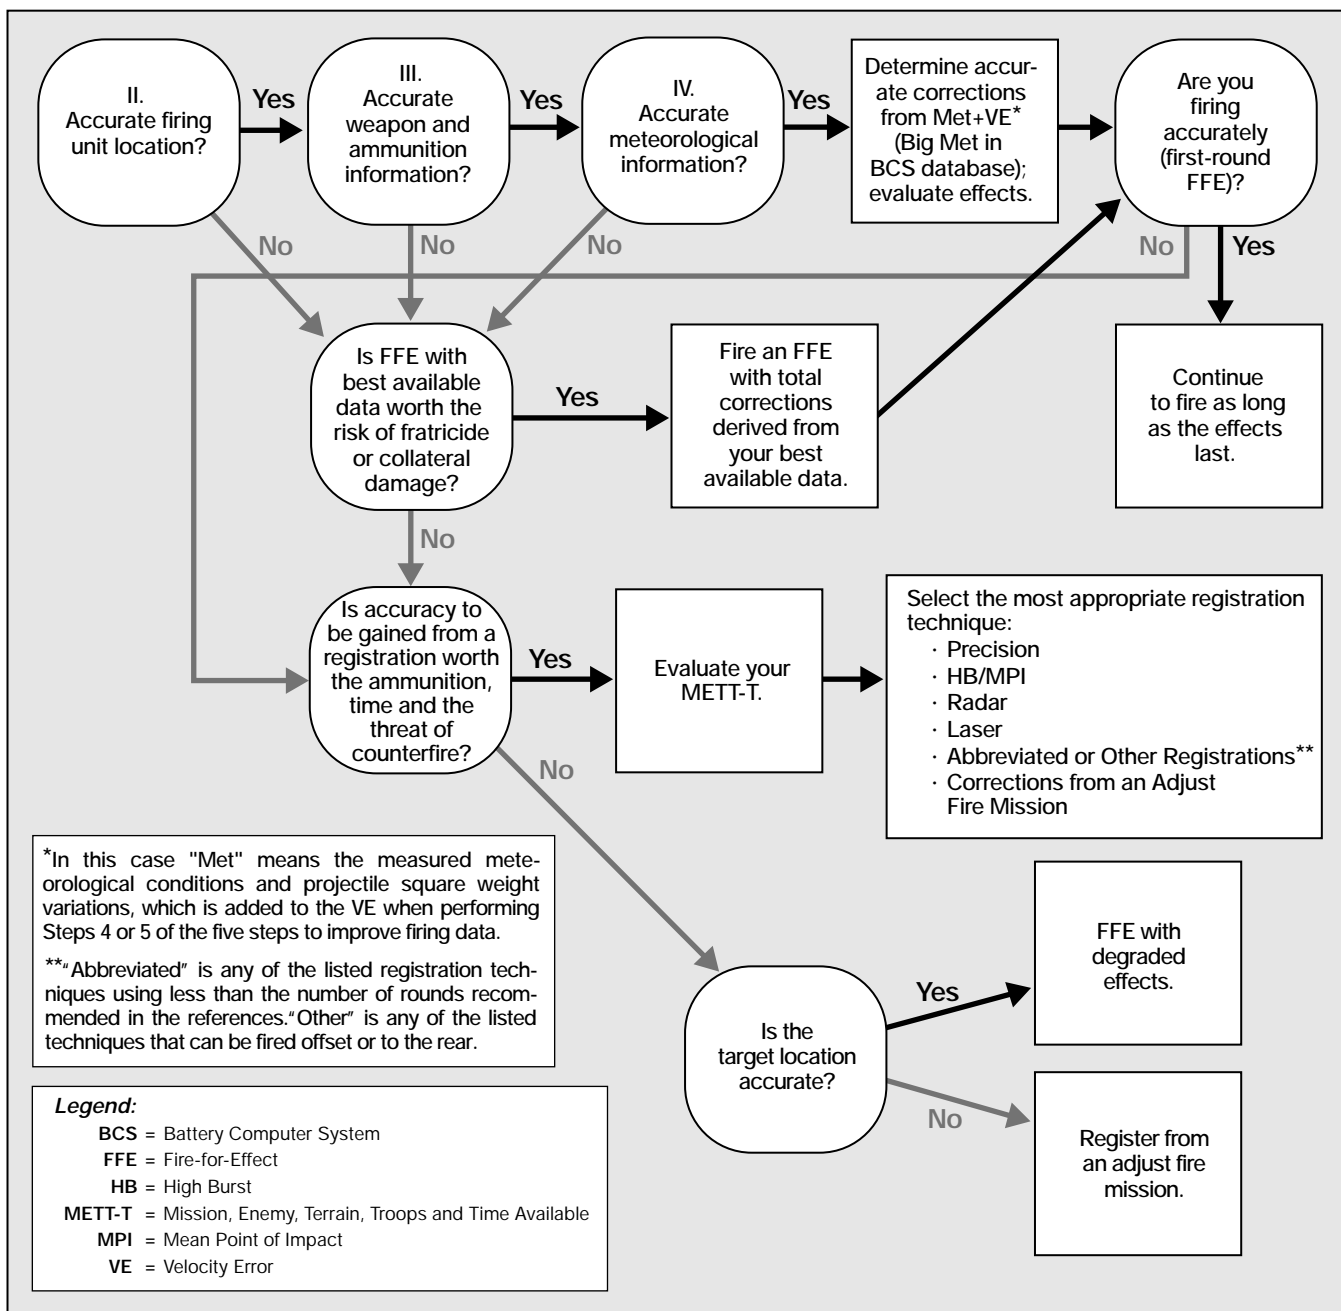 II.
Accurate firing
unit location?
Yes
III.
Accurate
weapon and
ammunition
information?
Yes
IV.
Accurate
meteorological
information?
Yes
Determine accur-
ate corrections
from Met+VE*
(Big Met in
BCS database);
evaluate effects.
Are you
firing
accurately
(first-round
FFE)?
No
No
No
No
Yes
Is FFE with
best available
data worth the
risk of fratricide
or collateral
damage?
Yes
Fire an FFE
with total
corrections
derived from
your best
available data.
Continue
to fire as long
as the effects
last.
No
Is accuracy to
be gained from a
registration worth
the ammunition,
time and the
threat of
counterfire?
Yes
Evaluate your
METT-T.
Select the most appropriate registration
technique:
· Precision
· HB/MPI
· Radar
· Laser
· Abbreviated or Other Registrations**
· Corrections from an Adjust
Fire Mission
No
*In this case "Met" means the measured mete-
orological conditions and projectile square weight
variations, which is added to the VE when performing
Steps 4 or 5 of the five steps to improve firing data.
**"Abbreviated" is any of the listed registration tech-
niques using less than the number of rounds recom-
mended in the references."Other" is any of the listed
techniques that can be fired offset or to the rear.
Is the
target location
accurate?
Yes
FFE with
degraded
effects.
No
Register from
an adjust fire
mission.
Legend:
BCS = Battery Computer System
FFE = Fire-for-Effect
HB = High Burst
METT-T = Mission, Enemy, Terrain, Troops and Time Available
MPI = Mean Point of Impact
VE = Velocity Error